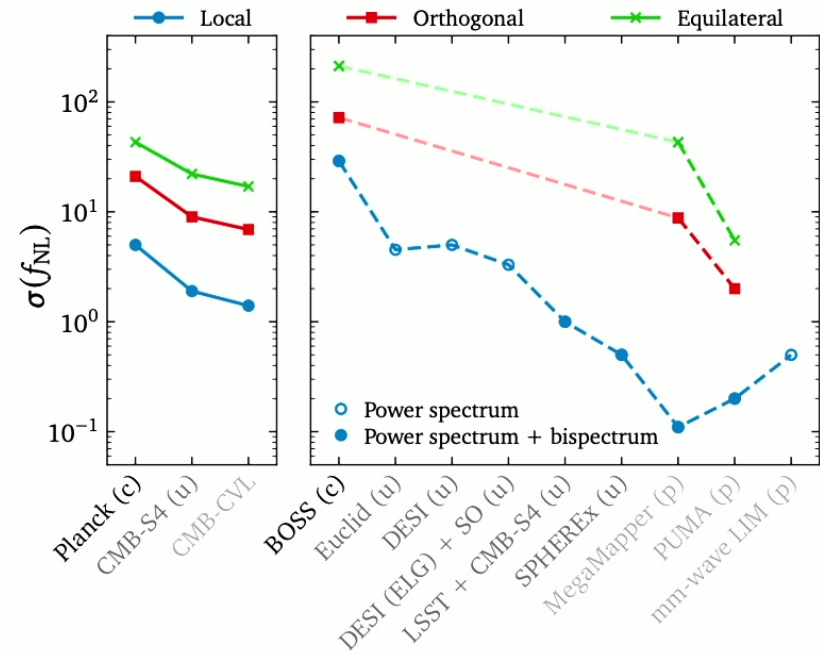 Local
Orthogonal
Equilateral
σ(f_NL)
10²
10¹
10⁰
10⁻¹
Power spectrum
Power spectrum + bispectrum
Planck (c)
CMB-S4 (u)
CMB-CVL
BOSS (c)
Euclid (u)
DESI (u)
DESI (ELG) + SO (u)
LSST + CMB-S4 (u)
SPHEREx (u)
MegaMapper (p)
PUMA (p)
mm-wave LIM (p)